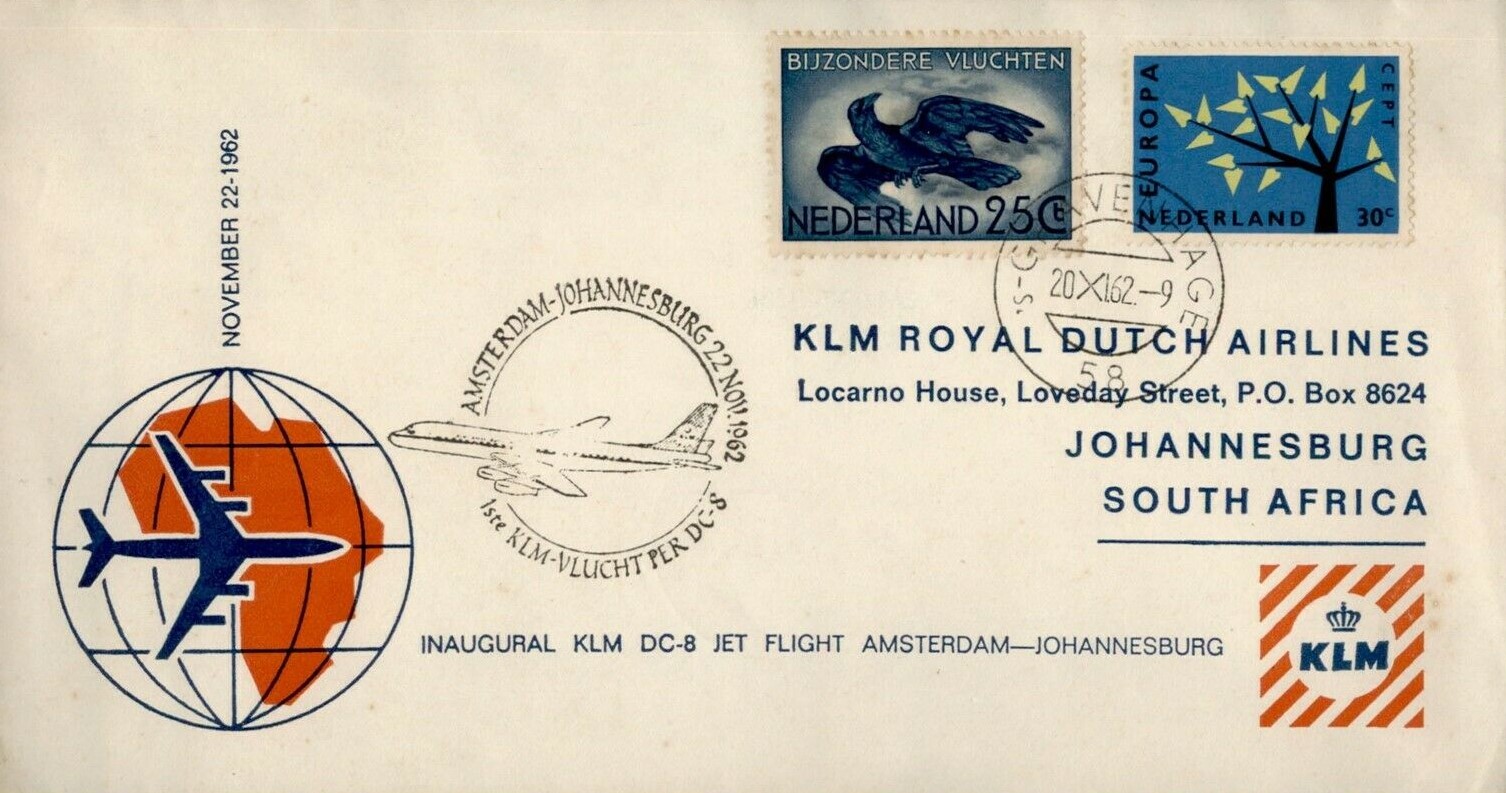 BIJZONDERE VLUCHTEN
NEDERLAND 25Ct
EUROPA
CEPT
NEDERLAND 30c
'S-GRAVENHAGE
20.XI.62.-9
58
NOVEMBER 22-1962
AMSTERDAM-JOHANNESBURG 22 NOV. 1962
1ste KLM-VLUCHT PER DC-8
KLM ROYAL DUTCH AIRLINES
Locarno House, Loveday Street, P.O. Box 8624
JOHANNESBURG
SOUTH AFRICA
INAUGURAL KLM DC-8 JET FLIGHT AMSTERDAM—JOHANNESBURG
KLM